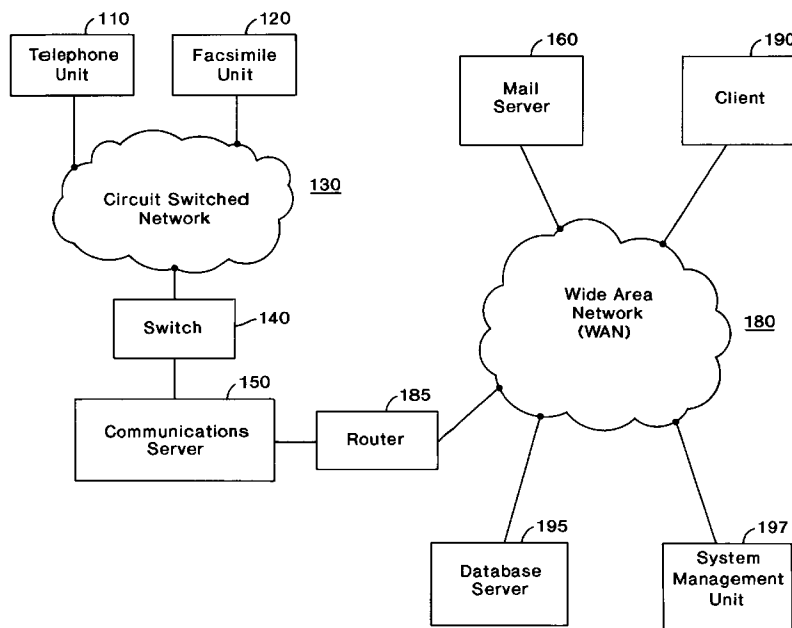 110
120
160
190
Telephone
Unit
Facsimile
Unit
Mail
Server
Client
Circuit Switched
Network
130
Wide Area
Network
(WAN)
180
Switch
140
150
Communications
Server
185
Router
195
Database
Server
197
System
Management
Unit